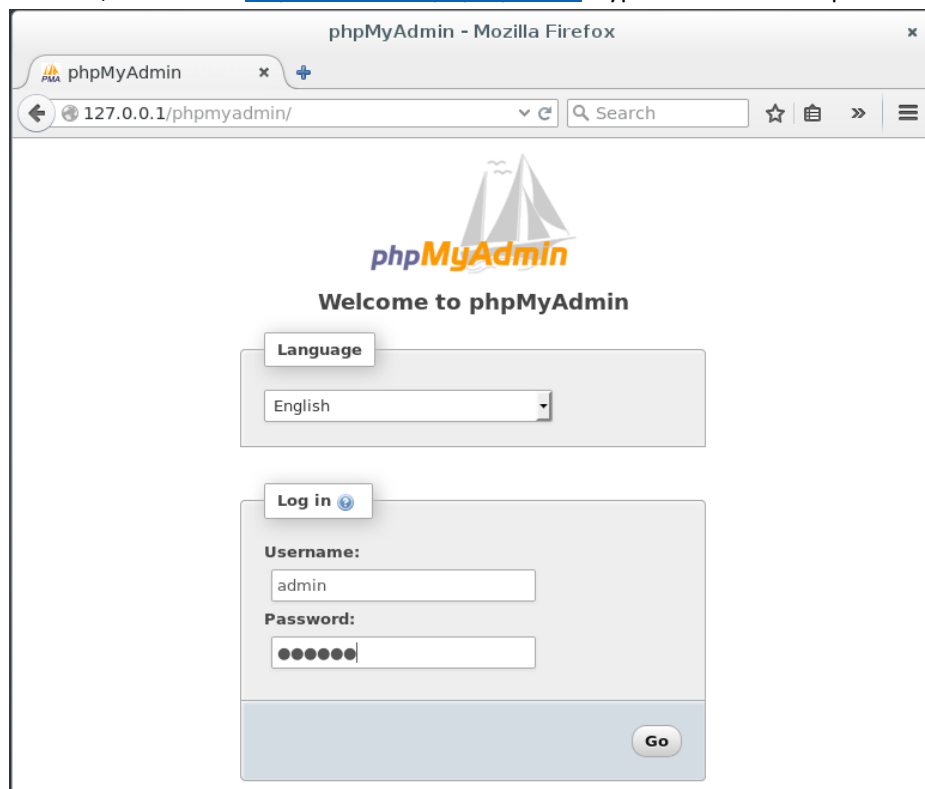 phpMyAdmin - Mozilla Firefox
PMA phpMyAdmin
127.0.0.1/phpmyadmin/ Search
phpMyAdmin
Welcome to phpMyAdmin
Language
English
Log in
Username:
admin
Password:
●●●●●●
Go